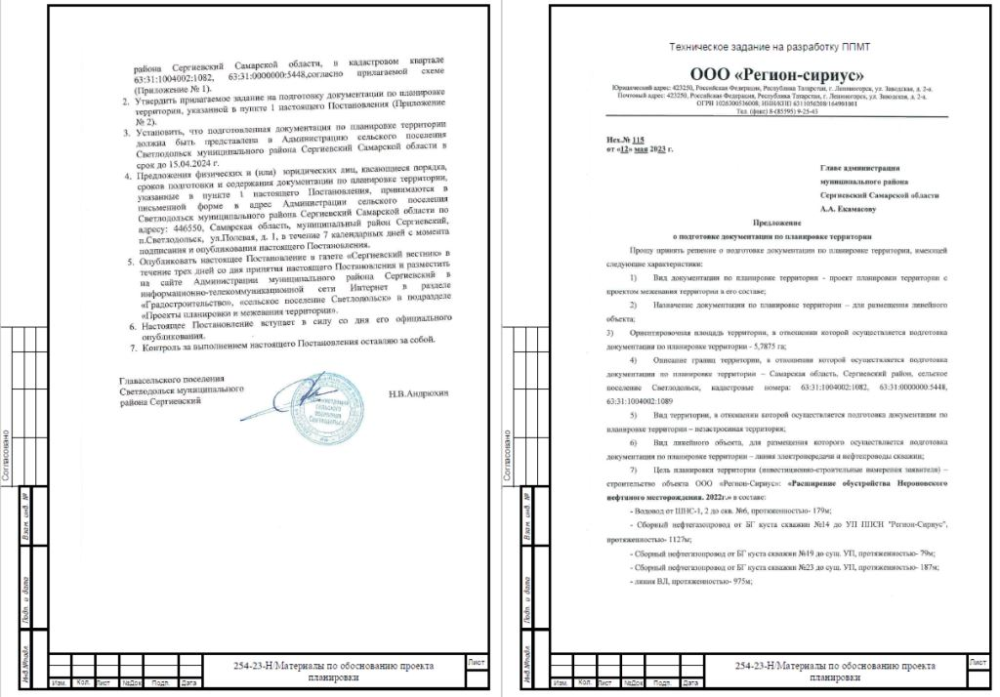 района Сергиевский Самарской области, в кадастровом квартале
63:31:1004002:1082, 63:31:0000000:5448,согласно прилагаемой схеме
(Приложение № 1).
2. Утвердить прилагаемое задание на подготовку документации по планировке
территории, указанной в пункте 1 настоящего Постановления (Приложение
№ 2).
3. Установить, что подготовленная документация по планировке территории
должна быть представлена в Администрацию сельского поселения
Светлодольск муниципального района Сергиевский Самарской области в
срок до 15.04.2024 г.
4. Предложения физических и (или) юридических лиц, касающиеся порядка,
сроков подготовки и содержания документации по планировке территории,
указанные в пункте 1 настоящего Постановления, принимаются в
письменной форме в адрес Администрации сельского поселения
Светлодольск муниципального района Сергиевский Самарской области по
адресу: 446550, Самарская область, муниципальный район Сергиевский,
п.Светлодольск, ул.Полевая, д. 1, в течение 7 календарных дней с момента
подписания и опубликования настоящего Постановления.
5. Опубликовать настоящее Постановление в газете «Сергиевский вестник» в
течение трех дней со дня принятия настоящего Постановления и разместить
на сайте Администрации муниципального района Сергиевский в
информационно-телекоммуникационной сети Интернет в разделе
«Градостроительство», «сельское поселение Светлодольск» в подразделе
«Проекты планировки и межевания территории».
6. Настоящее Постановление вступает в силу со дня его официального
опубликования.
7. Контроль за выполнением настоящего Постановления оставляю за собой.
Главасельского поселения
Светлодольск муниципального
района Сергиевский
Н.В.Андрюхин
Администрация
сельского
поселения
Светлодольск
Согласовано
Взам. инв. №
Подп. и дата
Инв.№подл.
Изм. Кол. Лист №Док Подп. Дата
254-23-Н/Материалы по обоснованию проекта
планировки
Лист
Техническое задание на разработку ППМТ
ООО «Регион-сириус»
Юридический адрес: 423250, Российская Федерация, Республика Татарстан, г. Лениногорск, ул. Заводская, д. 2-а.
Почтовый адрес: 423250, Российская Федерация, Республика Татарстан, г. Лениногорск, ул. Заводская, д. 2-а.
ОГРН 1026300536008; ИНН/КПП 6311050208/164901001
Тел. (факс) 8-(85595) 9-25-43
Исх.№ 115
от «12» мая 2023 г.
Главе администрации
муниципального района
Сергиевский Самарской области
А.А. Екамасову
Предложение
о подготовке документации по планировке территории
Прошу принять решение о подготовке документации по планировке территории, имеющей
следующие характеристики:
1) Вид документации по планировке территории - проект планировки территории с
проектом межевания территории в его составе;
2) Назначение документации по планировке территории – для размещения линейного
объекта;
3) Ориентировочная площадь территории, в отношении которой осуществляется подготовка
документации по планировке территории - 5,7875 га;
4) Описание границ территории, в отношении которой осуществляется подготовка
документации по планировке территории – Самарская область, Сергиевский район, сельское
поселение Светлодольск, кадастровые номера: 63:31:1004002:1082, 63:31:0000000:5448,
63:31:1004002:1089
5) Вид территории, в отношении которой осуществляется подготовка документации по
планировке территории – незастроенная территория;
6) Вид линейного объекта, для размещения которого осуществляется подготовка
документации по планировке территории – линия электропередачи и нефтепроводы скважин;
7) Цель планировки территории (инвестиционно-строительные намерения заявителя) –
строительство объекта ООО «Регион-Сириус»: «Расширение обустройства Нероновского
нефтяного месторождения. 2022г.» в составе:
- Водовод от ШНС-1, 2 до скв. №6, протяженностью- 179м;
- Сборный нефтегазопровод от БГ куста скважин №14 до УП ППСН "Регион-Сириус",
протяженностью- 1127м;
- Сборный нефтегазопровод от БГ куста скважин №19 до сущ. УП, протяженностью- 79м;
- Сборный нефтегазопровод от БГ куста скважин №23 до сущ. УП, протяженностью- 187м;
- линия ВЛ, протяженностью- 975м;
Согласовано
Взам. инв. №
Подп. и дата
Инв.№подл.
Изм. Кол. Лист №Док Подп. Дата
254-23-Н/Материалы по обоснованию проекта
планировки
Лист